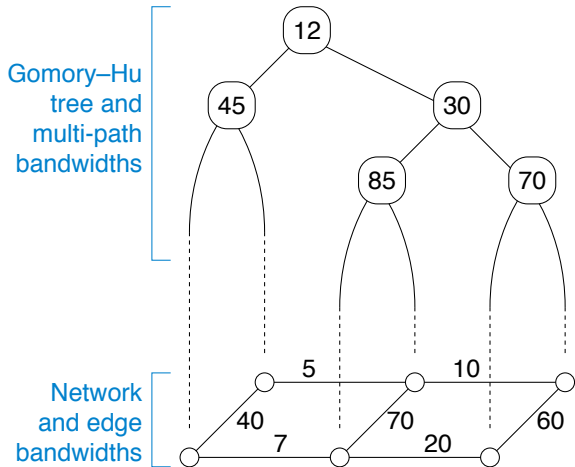 12
Gomory–Hu
tree and
multi-path
bandwidths
45
30
85
70
Network
and edge
bandwidths
5
10
40
70
60
7
20